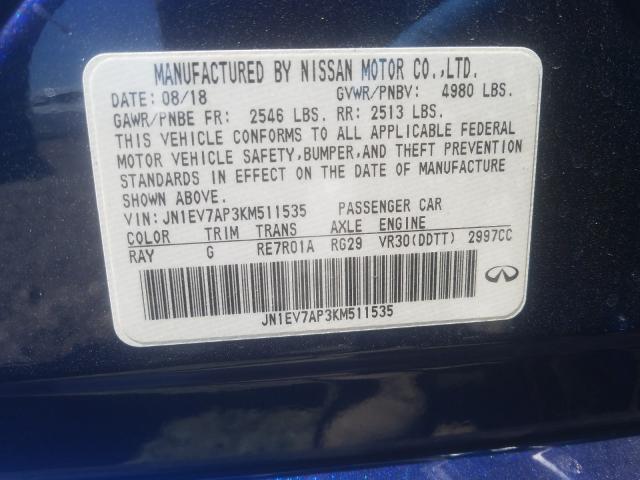 MANUFACTURED BY NISSAN MOTOR CO.,LTD.
DATE: 08/18 GVWR/PNBV: 4980 LBS.
GAWR/PNBE FR: 2546 LBS. RR: 2513 LBS.
THIS VEHICLE CONFORMS TO ALL APPLICABLE FEDERAL
MOTOR VEHICLE SAFETY,BUMPER,AND THEFT PREVENTION
STANDARDS IN EFFECT ON THE DATE OF MANUFACTURE
SHOWN ABOVE.
VIN: JN1EV7AP3KM511535 PASSENGER CAR
COLOR TRIM TRANS AXLE ENGINE
RAY G RE7R01A RG29 VR30(DDTT) 2997CC
JN1EV7AP3KM511535